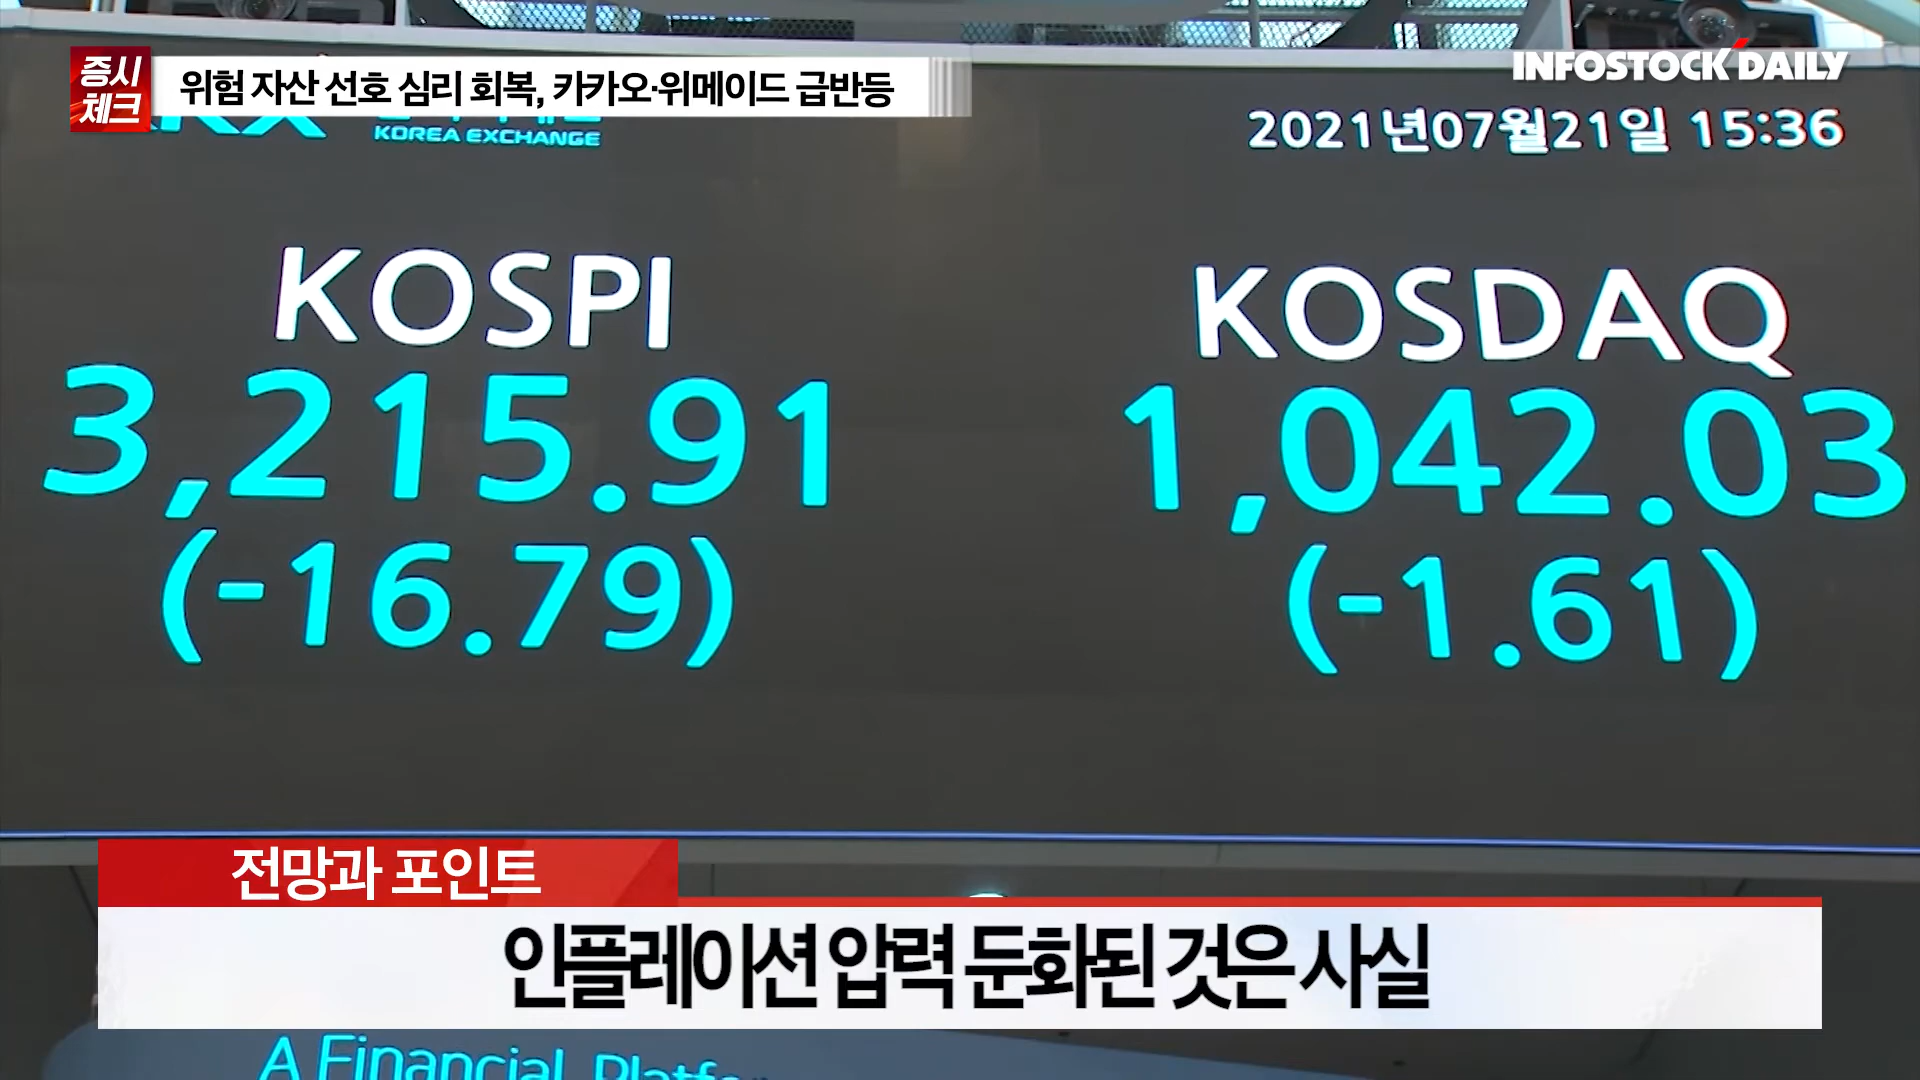 증시
체크
위험 자산 선호 심리 회복, 카카오·위메이드 급반등
INFOSTOCK DAILY
KOREA EXCHANGE
2021년07월21일 15:36
KOSPI
KOSDAQ
3,215.91
1,042.03
(-16.79)
(-1.61)
전망과 포인트
인플레이션 압력 둔화된 것은 사실
A Financial